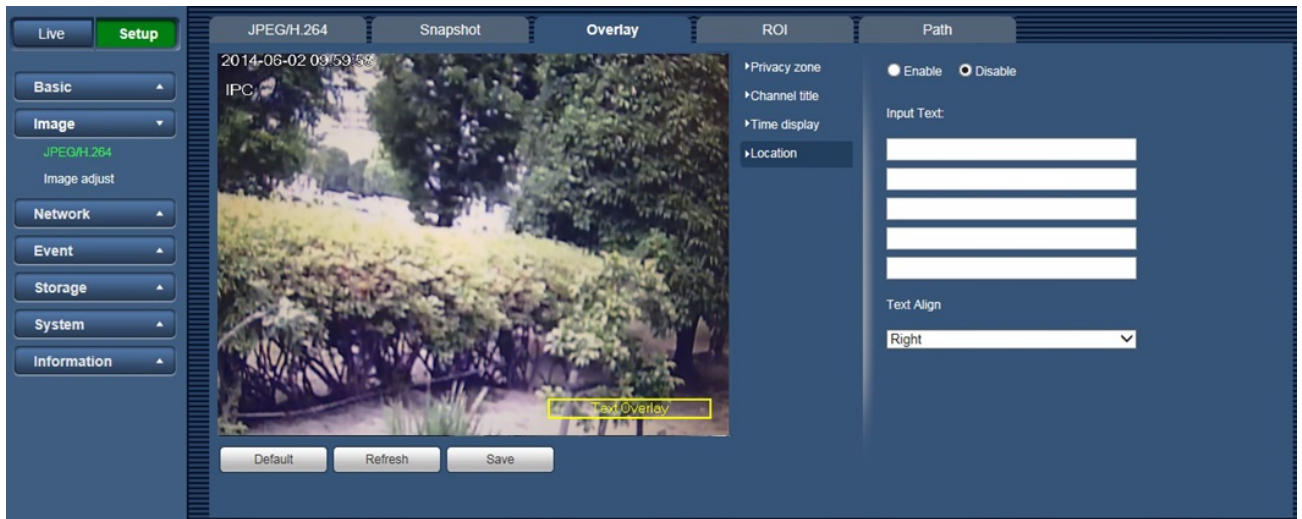 Live Setup
JPEG/H.264 Snapshot Overlay ROI Path
Basic
Image
JPEG/H.264
Image adjust
Network
Event
Storage
System
Information
2014-06-02 09:59:58
IPC
Text Overlay
Privacy zone
Channel title
Time display
Location
Enable Disable
Input Text:
Text Align
Right
Default Refresh Save